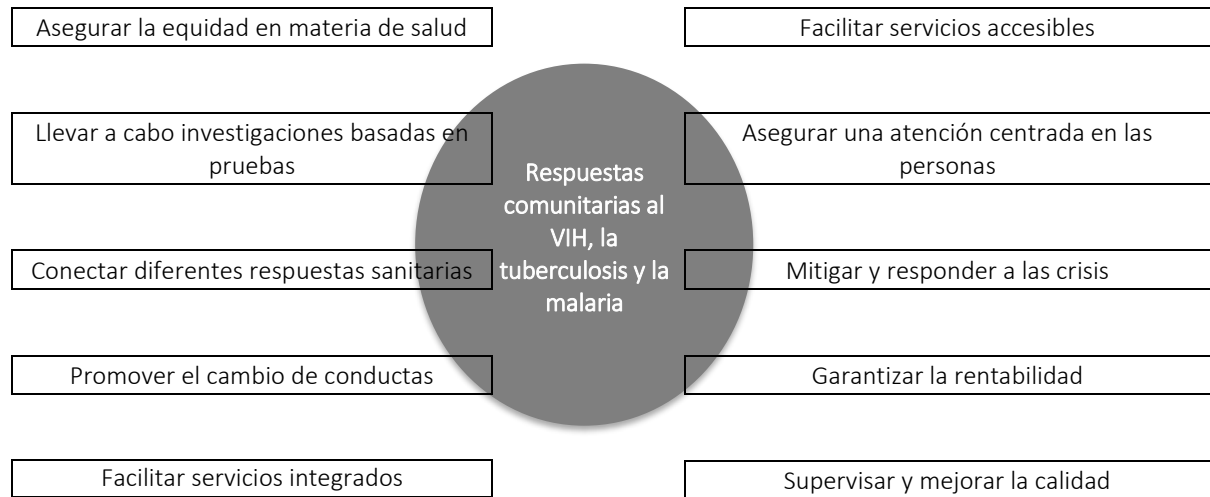 Asegurar la equidad en materia de salud
Facilitar servicios accesibles
Llevar a cabo investigaciones basadas en
pruebas
Asegurar una atención centrada en las
personas
Respuestas
comunitarias al
VIH, la
tuberculosis y la
malaria
Conectar diferentes respuestas sanitarias
Mitigar y responder a las crisis
Promover el cambio de conductas
Garantizar la rentabilidad
Facilitar servicios integrados
Supervisar y mejorar la calidad